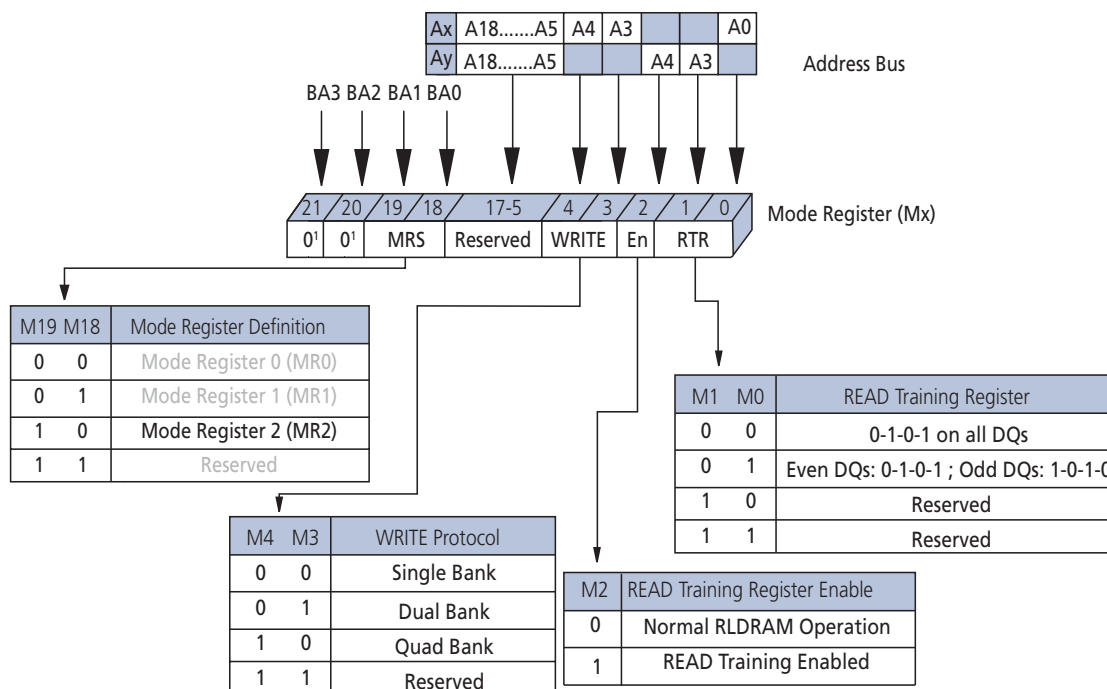 Ax A18.......A5 A4 A3 A0
Ay A18.......A5 A4 A3
Address Bus
BA3 BA2 BA1 BA0
21 20 19 18 17-5 4 3 2 1 0
Mode Register (Mx)
0¹ 0¹ MRS Reserved WRITE En RTR
M19 M18 Mode Register Definition
0 0 Mode Register 0 (MR0)
0 1 Mode Register 1 (MR1)
1 0 Mode Register 2 (MR2)
1 1 Reserved
M1 M0 READ Training Register
0 0 0-1-0-1 on all DQs
0 1 Even DQs: 0-1-0-1 ; Odd DQs: 1-0-1-0
1 0 Reserved
1 1 Reserved
M4 M3 WRITE Protocol
0 0 Single Bank
0 1 Dual Bank
1 0 Quad Bank
1 1 Reserved
M2 READ Training Register Enable
0 Normal RLDRAM Operation
1 READ Training Enabled